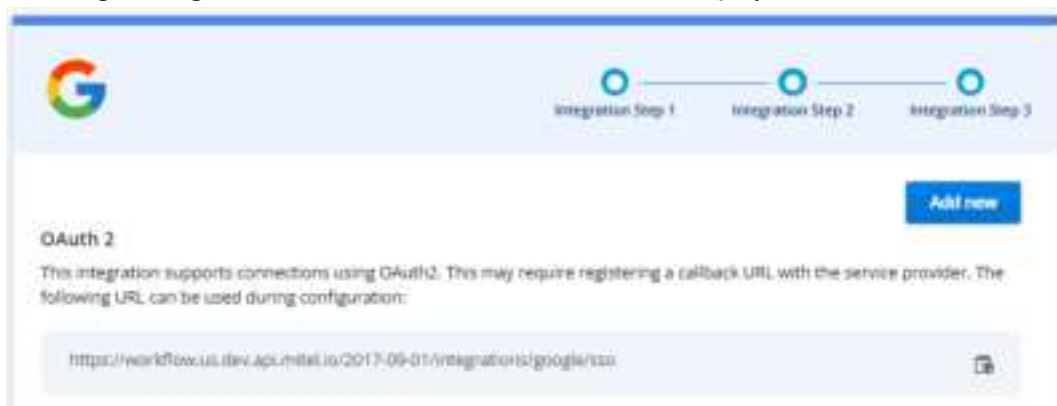 Integration Step 1
Integration Step 2
Integration Step 3
Add new
OAuth 2
This integration supports connections using OAuth2. This may require registering a callback URL with the service provider. The
following URL can be used during configuration:
https://workflow.us.dev.api.mitel.io/2017-09-01/integrations/google/sso